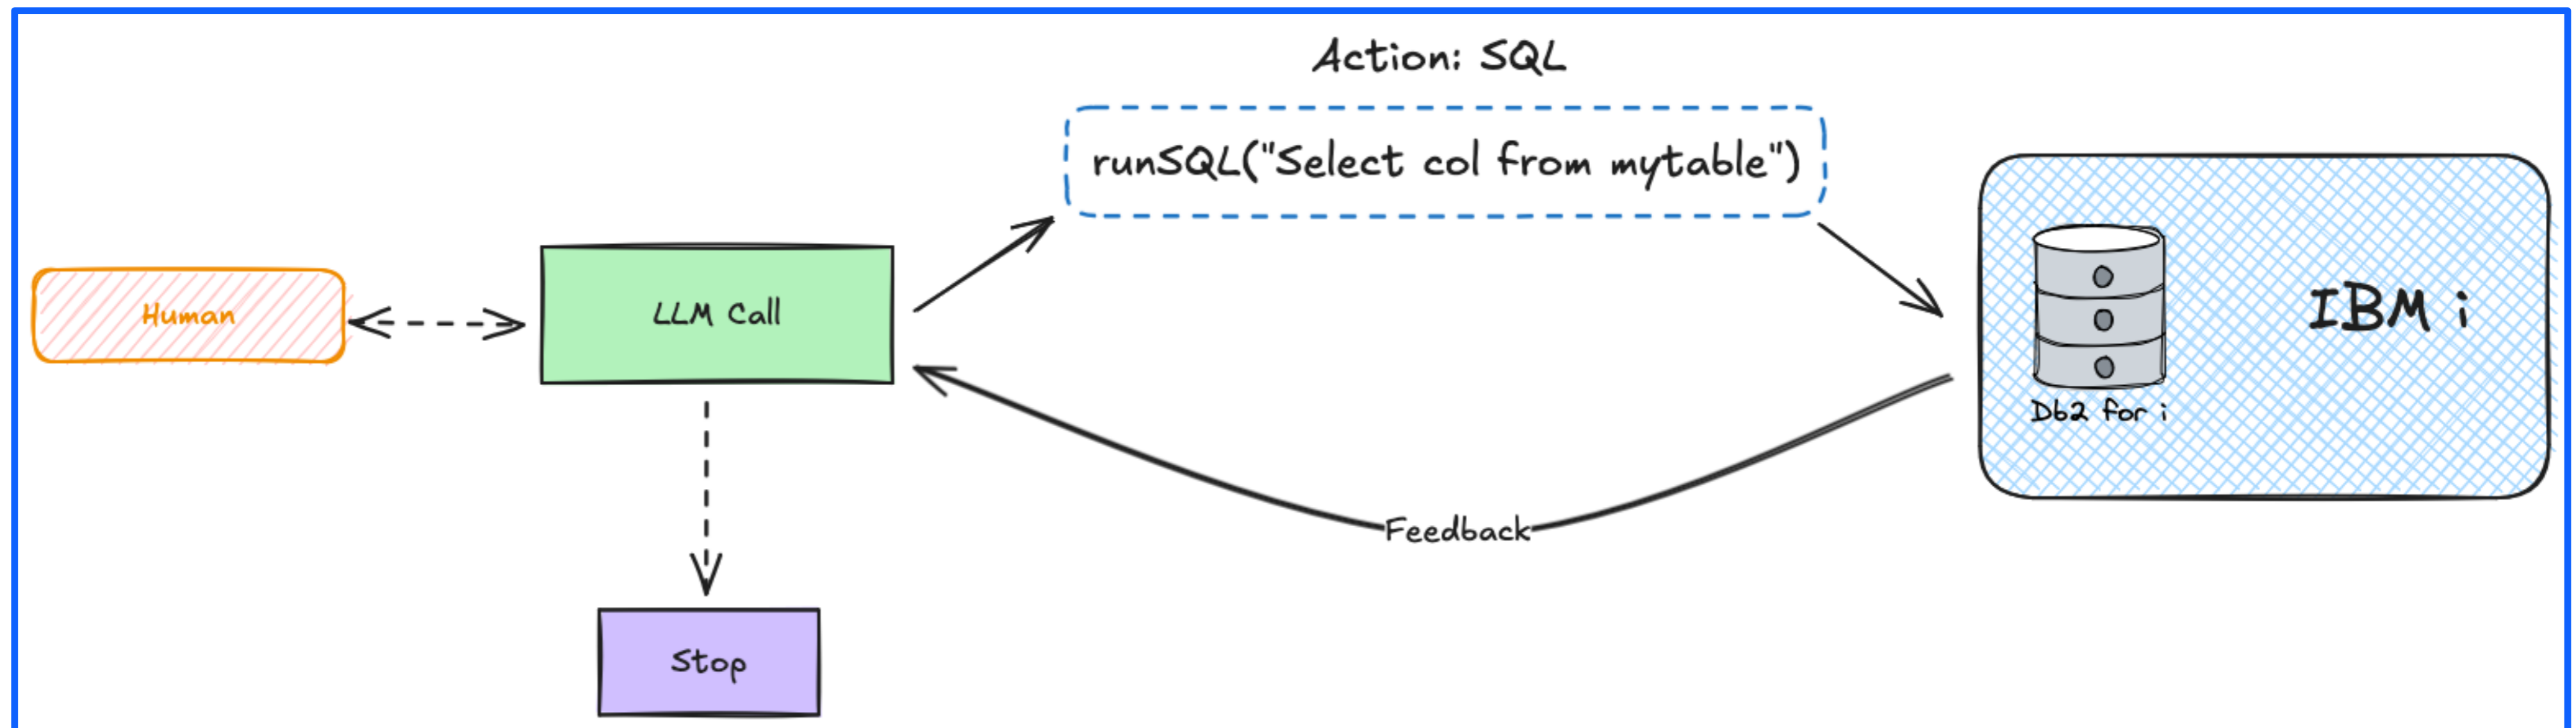 Action: SQL
runSQL("Select col from mytable")
Human
LLM Call
IBM i
Db2 for i
Feedback
Stop